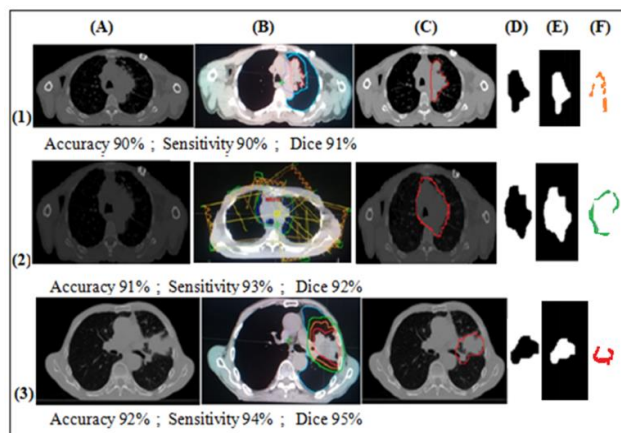 (A) (B) (C) (D) (E) (F)
(1)
Accuracy 90% ; Sensitivity 90% ; Dice 91%
(2)
Accuracy 91% ; Sensitivity 93% ; Dice 92%
(3)
Accuracy 92% ; Sensitivity 94% ; Dice 95%